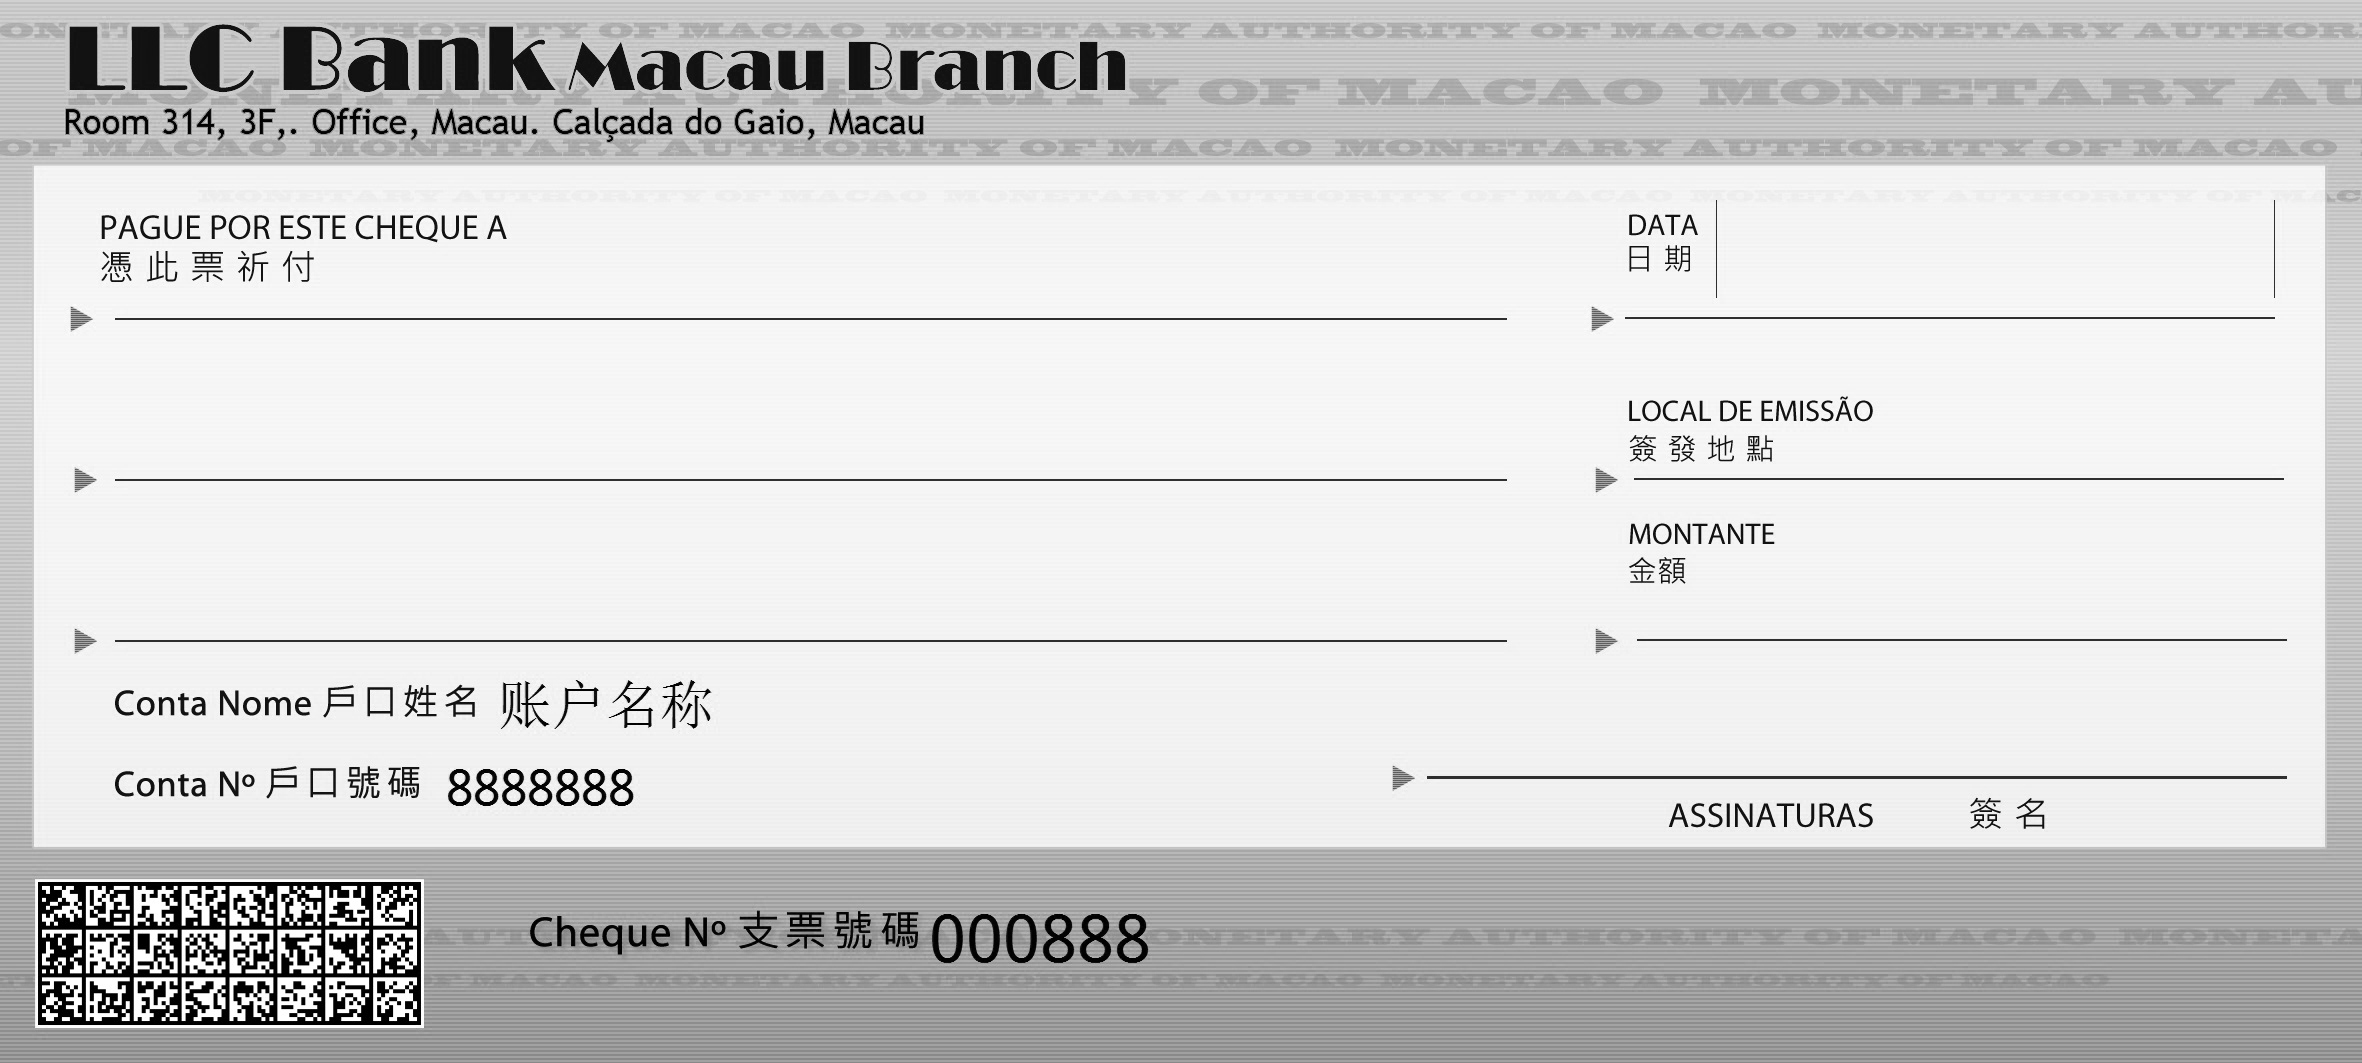 LLC Bank Macau Branch
Room 314, 3F,. Office, Macau. Calçada do Gaio, Macau
MONETARY AUTHORITY OF MACAO MONETARY AUTHORITY OF MACAO
PAGUE POR ESTE CHEQUE A
憑此票祈付
DATA
日期
LOCAL DE EMISSÃO
簽發地點
MONTANTE
金額
Conta Nome 戶口姓名 账户名称
Conta Nº 戶口號碼 8888888
ASSINATURAS 簽名
Cheque Nº 支票號碼 000888